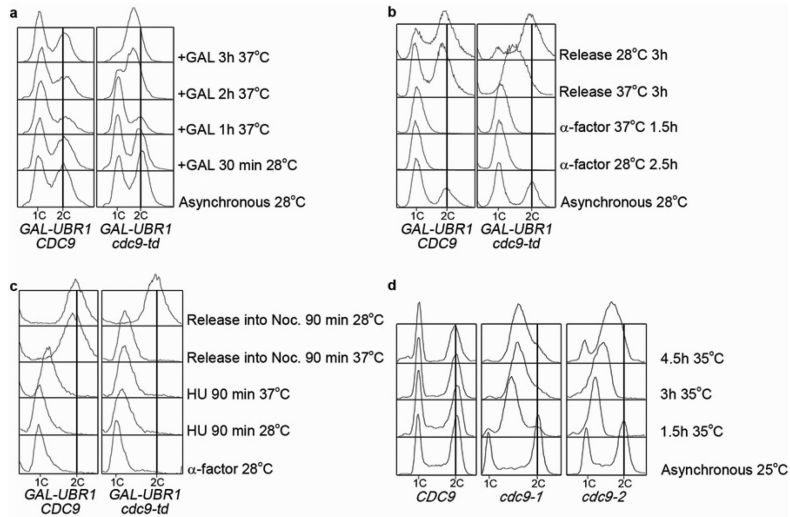 a
+GAL 3h 37°C
+GAL 2h 37°C
+GAL 1h 37°C
+GAL 30 min 28°C
Asynchronous 28°C
1C 2C 1C 2C
GAL-UBR1 GAL-UBR1
CDC9 cdc9-td
b
Release 28°C 3h
Release 37°C 3h
α-factor 37°C 1.5h
α-factor 28°C 2.5h
Asynchronous 28°C
1C 2C 1C 2C
GAL-UBR1 GAL-UBR1
CDC9 cdc9-td
c
Release into Noc. 90 min 28°C
Release into Noc. 90 min 37°C
HU 90 min 37°C
HU 90 min 28°C
α-factor 28°C
1C 2C 1C 2C
GAL-UBR1 GAL-UBR1
CDC9 cdc9-td
d
4.5h 35°C
3h 35°C
1.5h 35°C
Asynchronous 25°C
1C 2C 1C 2C 1C 2C
CDC9 cdc9-1 cdc9-2